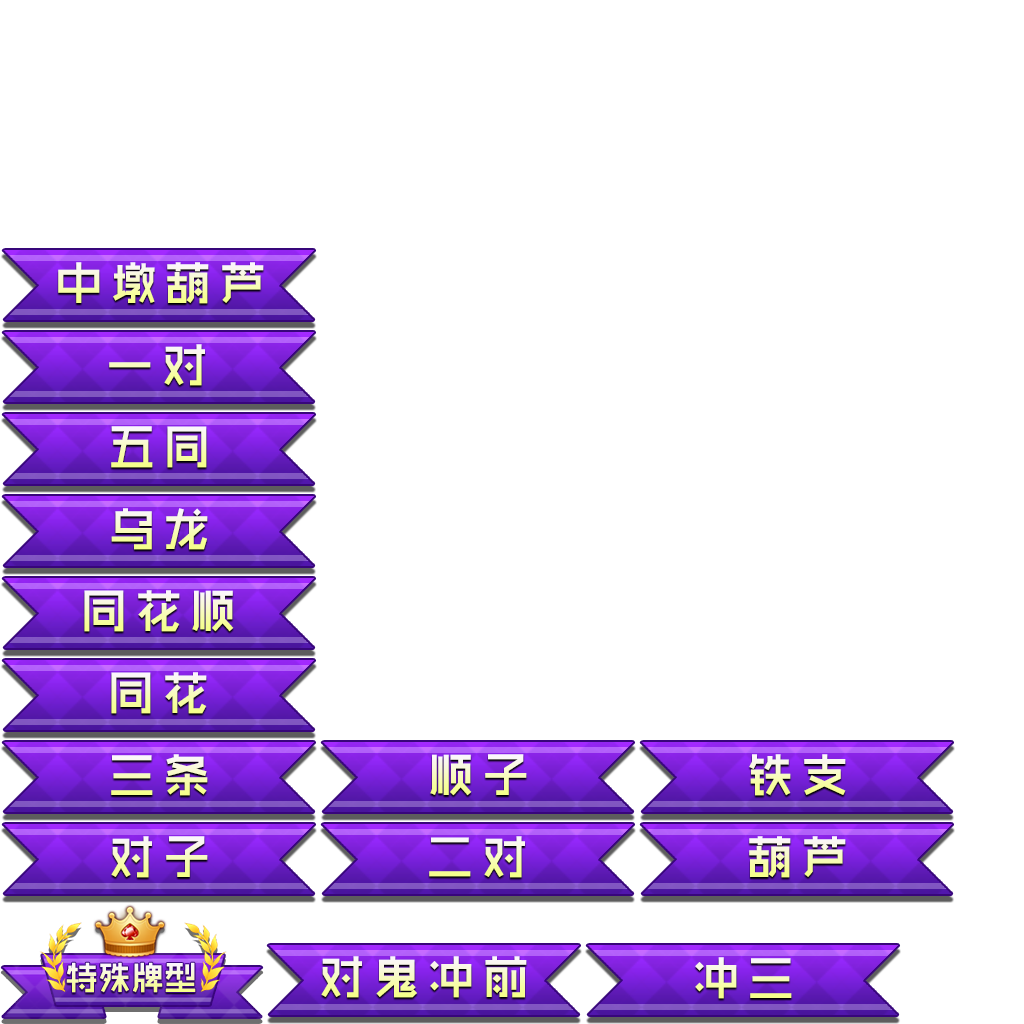 中墩葫芦
一对
五同
乌龙
同花顺
同花
三条 顺子 铁支
对子 二对 葫芦
特殊牌型 对鬼冲前 冲三